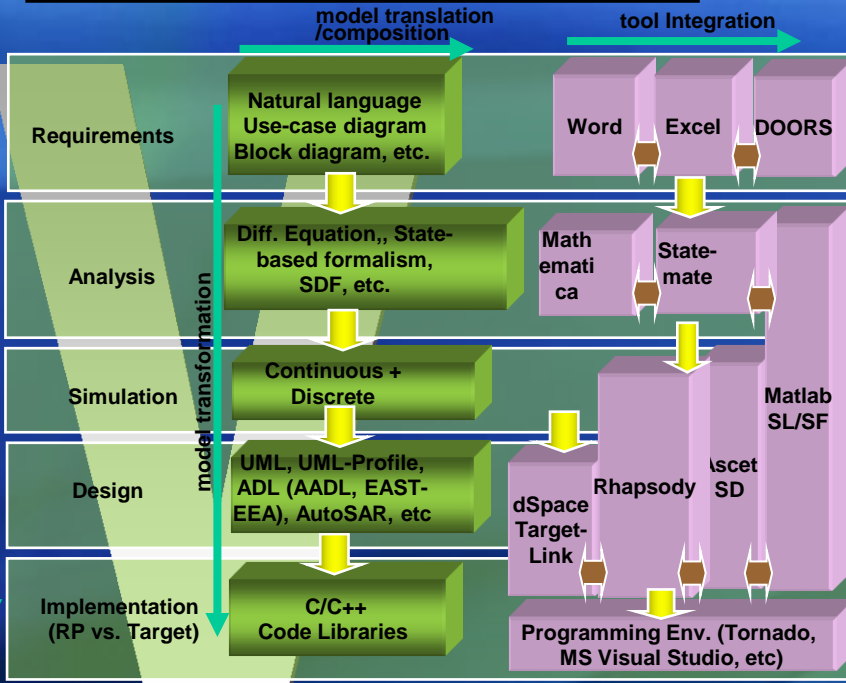 model translation
/composition
tool Integration
Requirements
Natural language
Use-case diagram
Block diagram, etc.
Word
Excel
DOORS
model transformation
Analysis
Diff. Equation,, State-
based formalism,
SDF, etc.
Math
emati
ca
State-
mate
Simulation
Continuous +
Discrete
Matlab
SL/SF
Design
UML, UML-Profile,
ADL (AADL, EAST-
EEA), AutoSAR, etc
dSpace
Target-
Link
Rhapsody
Ascet
SD
Implementation
(RP vs. Target)
C/C++
Code Libraries
Programming Env. (Tornado,
MS Visual Studio, etc)